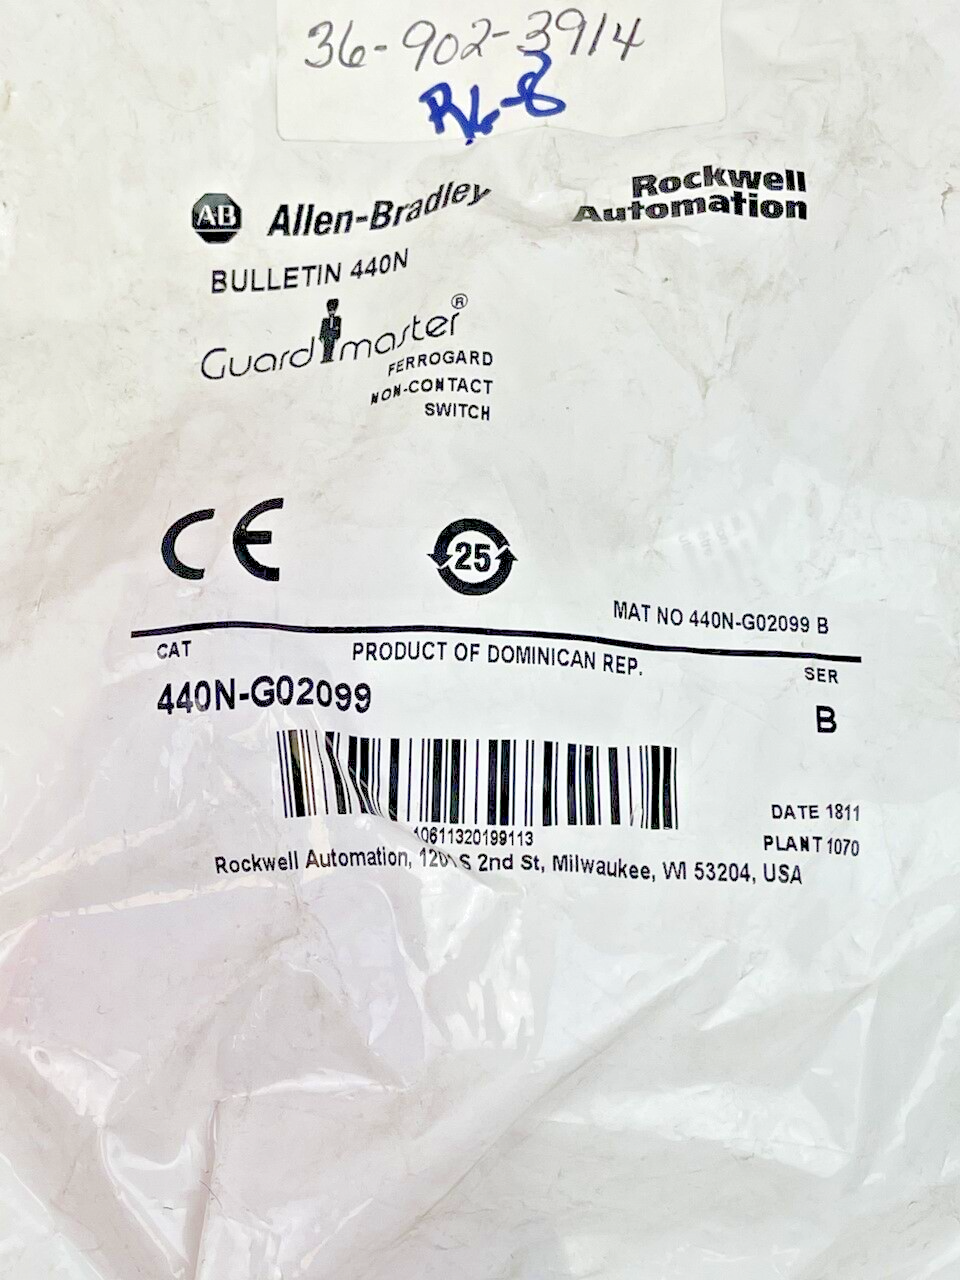 36-902-3914
R6-8
AB Allen-Bradley
Rockwell
Automation
BULLETIN 440N
Guardmaster®
FERROGARD
NON-CONTACT
SWITCH
CE
25
MAT NO 440N-G02099 B
CAT
PRODUCT OF DOMINICAN REP.
SER
440N-G02099
B
DATE 1811
10611320199113
PLANT 1070
Rockwell Automation, 1201 S 2nd St, Milwaukee, WI 53204, USA